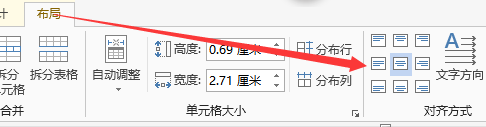 计 布局
拆分 拆分表格
元格
合并
自动调整
高度: 0.69 厘米 分布行
宽度: 2.71 厘米 分布列
单元格大小
文字方向
对齐方式